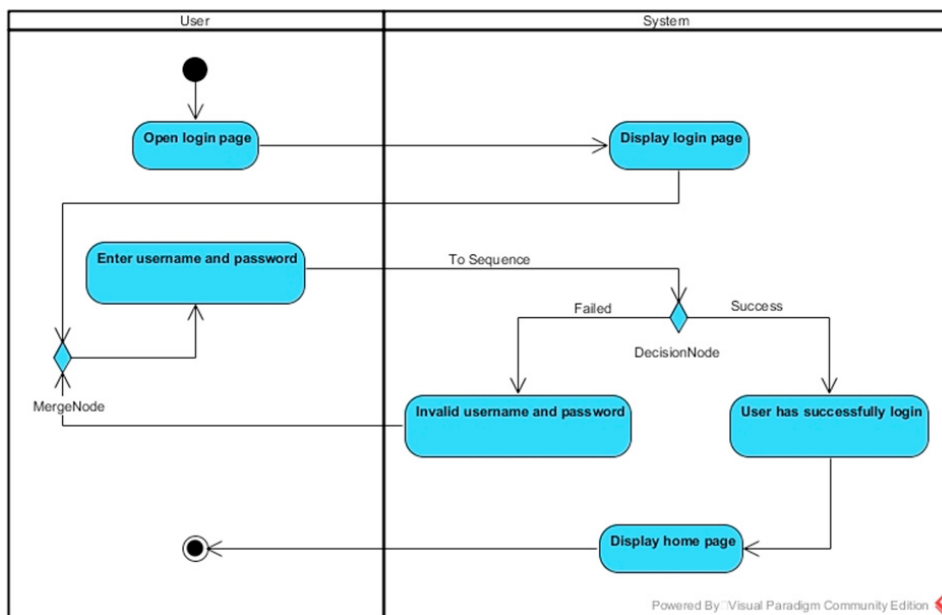 User
System
Open login page
Display login page
Enter username and password
To Sequence
Failed
Success
DecisionNode
MergeNode
Invalid username and password
User has successfully login
Display home page
Powered By Visual Paradigm Community Edition